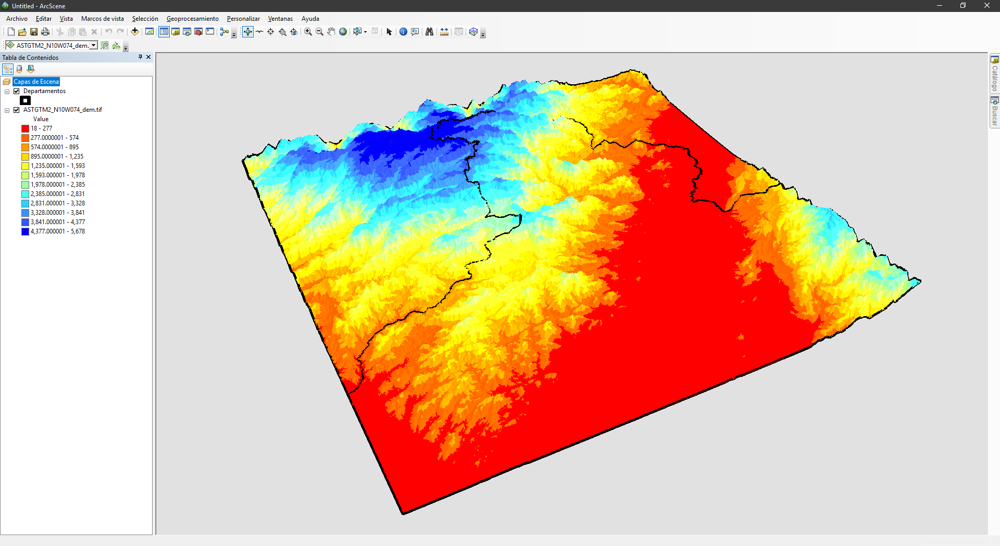 Untitled - ArcScene
Archivo Editar Vista Marcos de vista Selección Geoprocesamiento Personalizar Ventanas Ayuda
ASTGTM2_N10W074_dem.
Tabla de Contenidos
Capas de Escena
Departamentos
ASTGTM2_N10W074_dem.tif
Value
18 - 277
277.0000001 - 574
574.0000001 - 895
895.0000001 - 1,235
1,235.000001 - 1,593
1,593.000001 - 1,978
1,978.000001 - 2,385
2,385.000001 - 2,831
2,831.000001 - 3,328
3,328.000001 - 3,841
3,841.000001 - 4,377
4,377.000001 - 5,678
Catálogo
Buscar